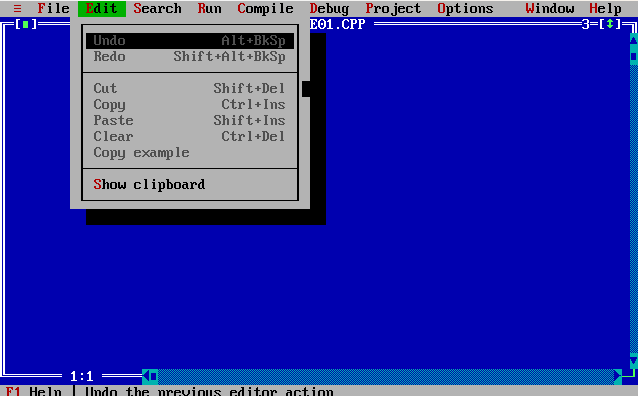 ≡ File Edit Search Run Compile Debug Project Options Window Help
[■] E01.CPP 3=[↕]
Undo Alt+BkSp
Redo Shift+Alt+BkSp
Cut Shift+Del
Copy Ctrl+Ins
Paste Shift+Ins
Clear Ctrl+Del
Copy example
Show clipboard
1:1
F1 Help | Undo the previous editor action